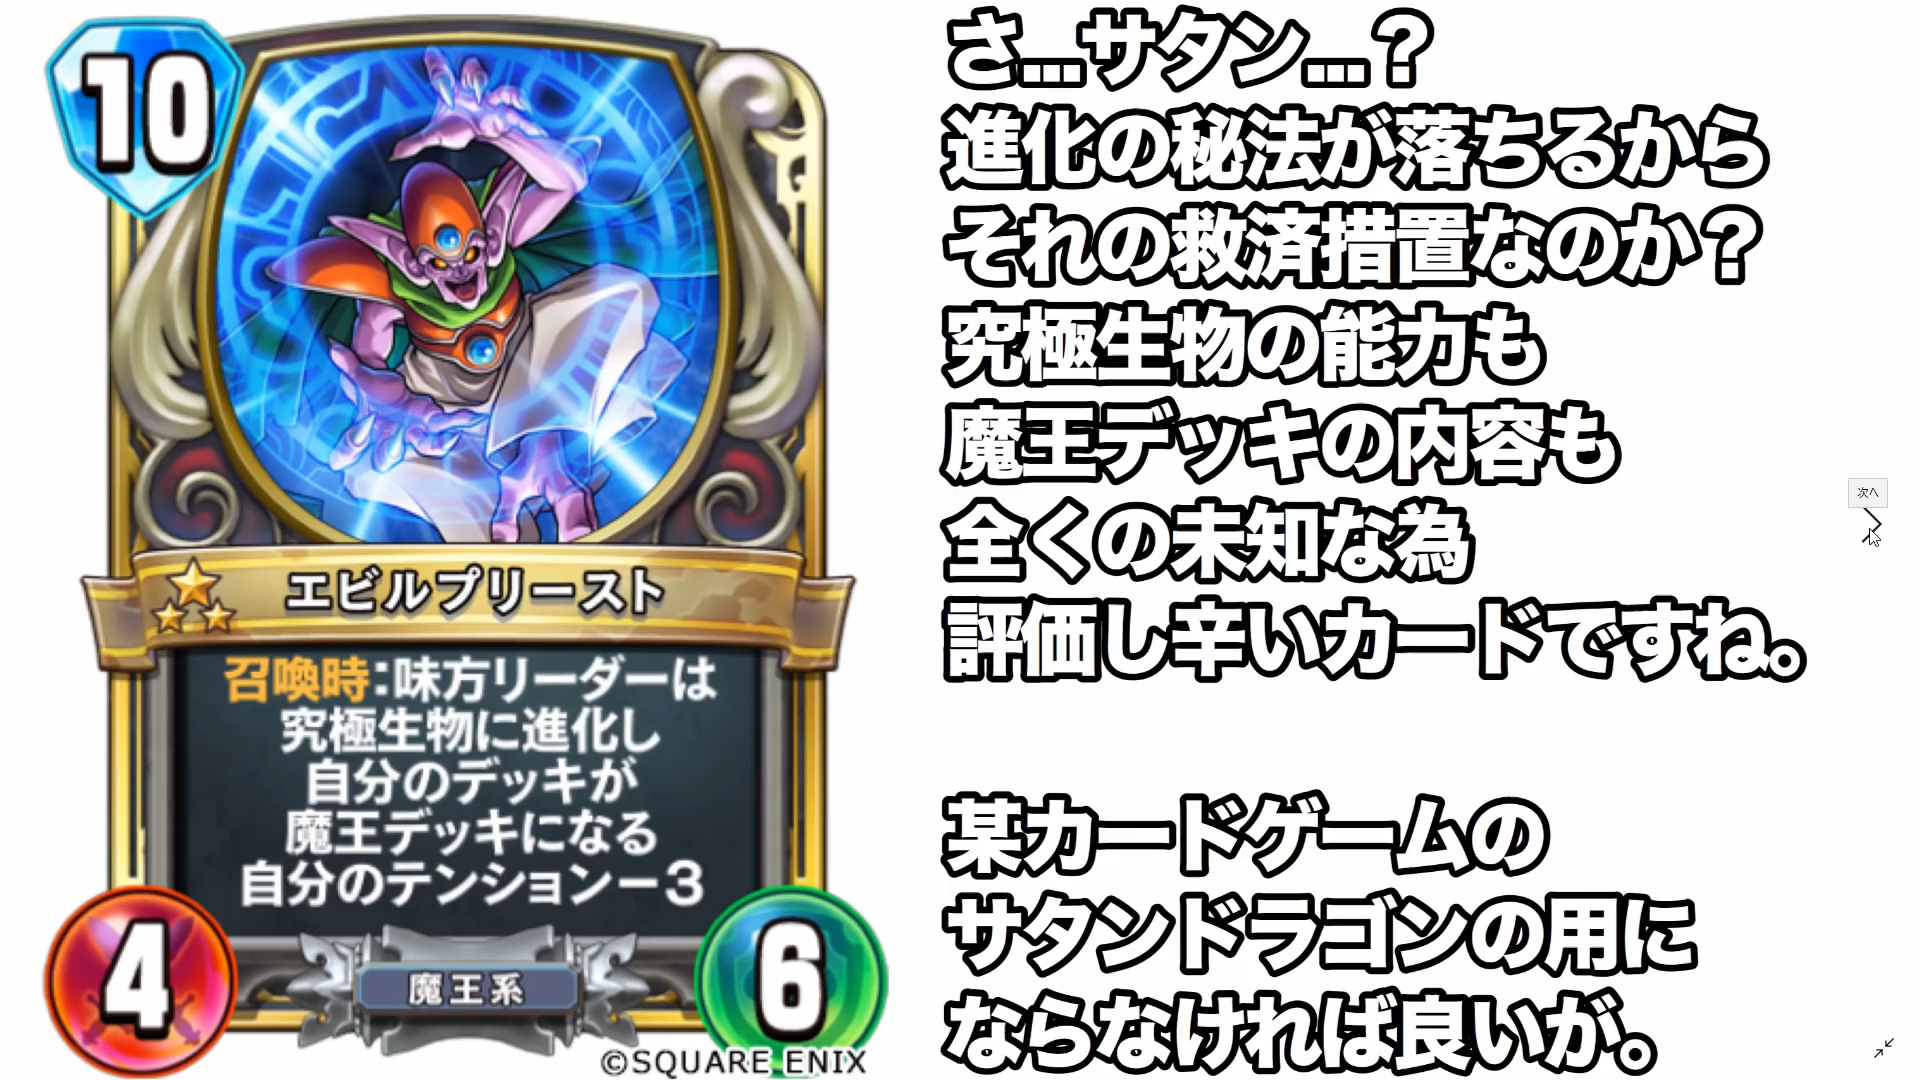 10
エビルプリースト
召喚時：味方リーダーは
究極生物に進化し
自分のデッキが
魔王デッキになる
自分のテンション－３
4
魔王系
6
©SQUARE ENIX
さ...サタン...？
進化の秘法が落ちるから
それの救済措置なのか？
究極生物の能力も
魔王デッキの内容も
全くの未知な為
評価し辛いカードですね。
某カードゲームの
サタンドラゴンの用に
ならなければ良いが。
次へ